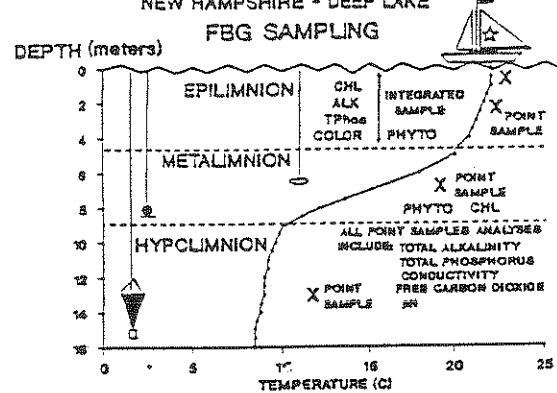 NEW HAMPSHIRE - DEEP LAKE
FBG SAMPLING
DEPTH (meters)
0
2
4
6
8
10
12
14
16
EPILIMNION
CHL
ALK
TPhos
COLOR
INTEGRATED
SAMPLE
PHYTO
X
X POINT
SAMPLE
METALIMNION
X POINT
SAMPLE
PHYTO CHL
HYPCLIMNION
ALL POINT SAMPLES ANALYSES
INCLUDE: TOTAL ALKALINITY
TOTAL PHOSPHORUS
CONDUCTIVITY
FREE CARBON DIOXIDE
pH
X POINT
SAMPLE
0
15
20
25
TEMPERATURE (C)